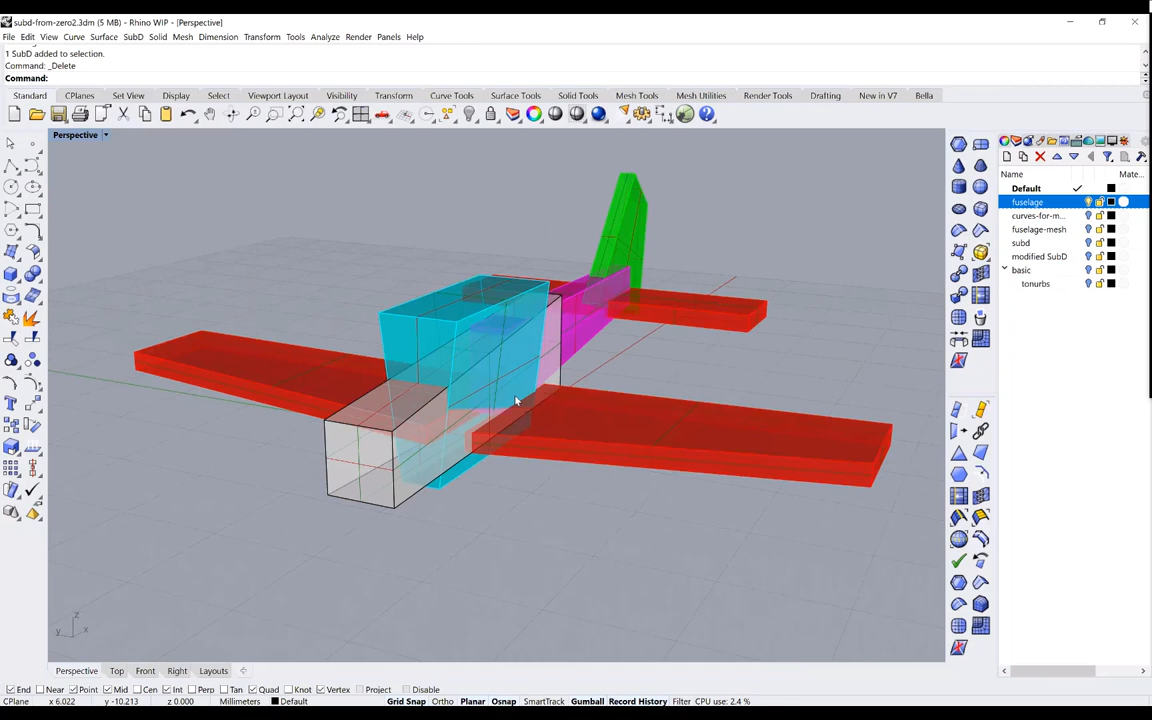 subd-from-zero2.3dm (5 MB) - Rhino WIP - [Perspective]
File Edit View Curve Surface SubD Solid Mesh Dimension Transform Tools Analyze Render Panels Help
1 SubD added to selection.
Command: _Delete
Command:
Standard CPlanes Set View Display Select Viewport Layout Visibility Transform Curve Tools Surface Tools Solid Tools Mesh Tools Mesh Utilities Render Tools Drafting New in V7 Bella
Perspective
Name Mate...
Default
fuselage
curves-for-m...
fuselage-mesh
subd
modified SubD
basic
tonurbs
z
y x
Perspective Top Front Right Layouts
End Near Point Mid Cen Int Perp Tan Quad Knot Vertex Project Disable
CPlane x 6.022 y -10.213 z 0.000 Millimeters Default Grid Snap Ortho Planar Osnap SmartTrack Gumball Record History Filter CPU use: 2.4 %